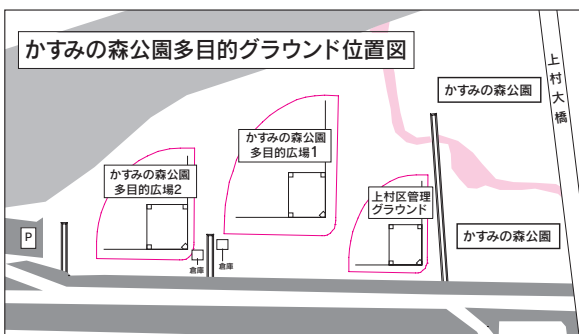 かすみの森公園多目的グラウンド位置図
上村大橋
かすみの森公園
かすみの森公園
多目的広場1
かすみの森公園
多目的広場2
上村区管理
グラウンド
P
かすみの森公園
倉庫
倉庫